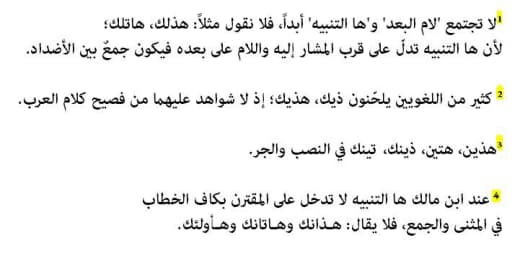 ¹لا تجتمع 'لام البعد' و'ها التنبيه' أبداً، فلا نقول مثلاً: هذلك، هاتلك؛
لأن ها التنبيه تدلّ على قرب المشار إليه واللام على بعده فيكون جمعٌ بين الأضداد.
² كثير من اللغويين يلحّنون ذيك، هذيك؛ إذ لا شواهد عليهما من فصيح كلام العرب.
³هذين، هتين، ذينك، تينك في النصب والجر.
⁴عند ابن مالك ها التنبيه لا تدخل على المقترن بكاف الخطاب
في المثنى والجمع، فلا يقال: هـذانك وهـاتانك وهـأولئك.